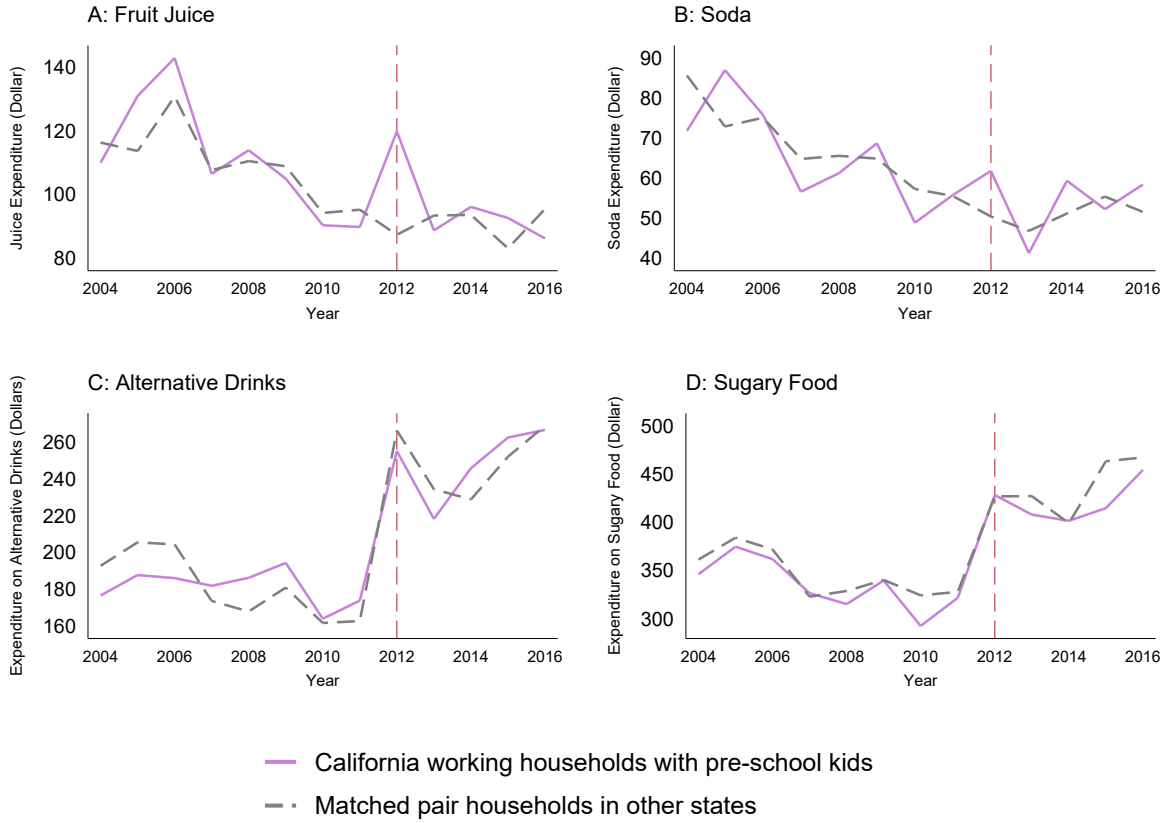 A: Fruit Juice
Juice Expenditure (Dollar)
140
120
100
80
2004 2006 2008 2010 2012 2014 2016
Year
B: Soda
Soda Expenditure (Dollar)
90
80
70
60
50
40
2004 2006 2008 2010 2012 2014 2016
Year
C: Alternative Drinks
Expenditure on Alternative Drinks (Dollars)
260
240
220
200
180
160
2004 2006 2008 2010 2012 2014 2016
Year
D: Sugary Food
Expenditure on Sugary Food (Dollar)
500
450
400
350
300
2004 2006 2008 2010 2012 2014 2016
Year
California working households with pre-school kids
Matched pair households in other states